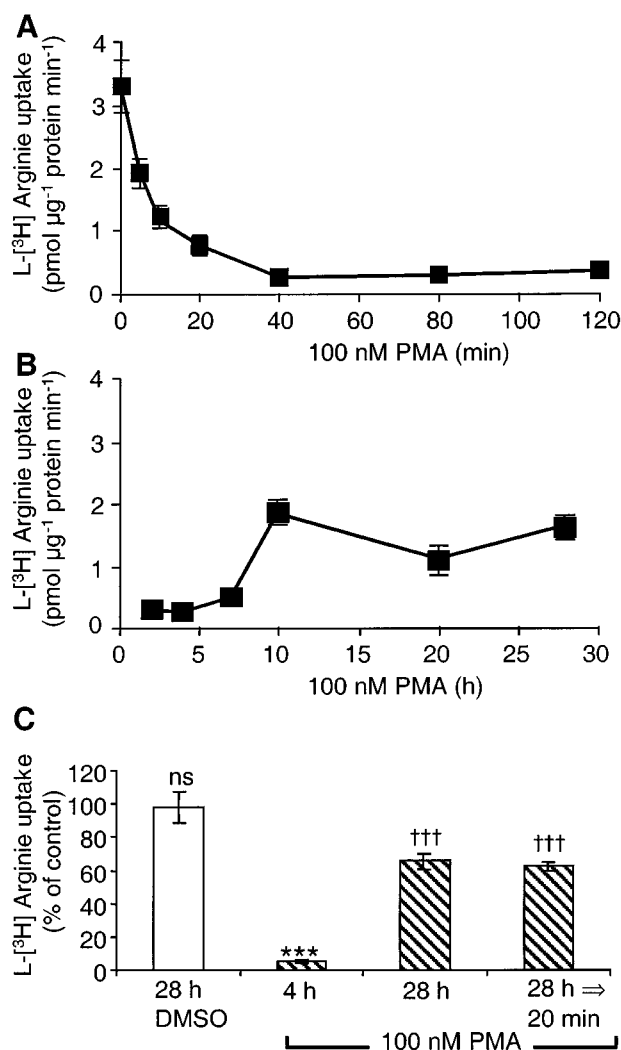 A
L-[³H] Arginie uptake
(pmol µg⁻¹ protein min⁻¹)
4
3
2
1
0
0 20 40 60 80 100 120
100 nM PMA (min)
B
L-[³H] Arginie uptake
(pmol µg⁻¹ protein min⁻¹)
4
3
2
1
0
0 5 10 15 20 25 30
100 nM PMA (h)
C
L-[³H] Arginie uptake
(% of control)
120
100
80
60
40
20
0
ns
***
†††
†††
28 h 4 h 28 h 28 h ⇒
DMSO 20 min
100 nM PMA